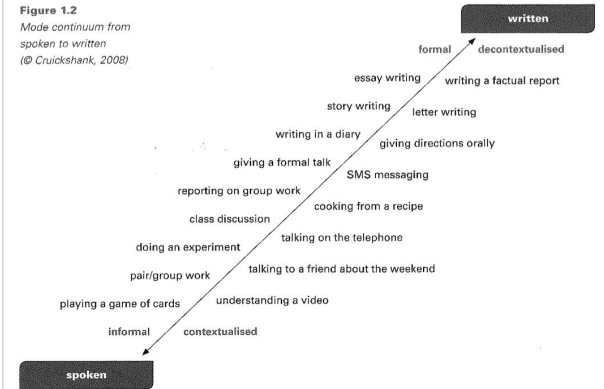 Figure 1.2
Mode continuum from
spoken to written
(© Cruickshank, 2008)
written
formal decontextualised
essay writing writing a factual report
story writing letter writing
writing in a diary giving directions orally
giving a formal talk SMS messaging
reporting on group work cooking from a recipe
class discussion talking on the telephone
doing an experiment talking to a friend about the weekend
pair/group work understanding a video
playing a game of cards
informal contextualised
spoken